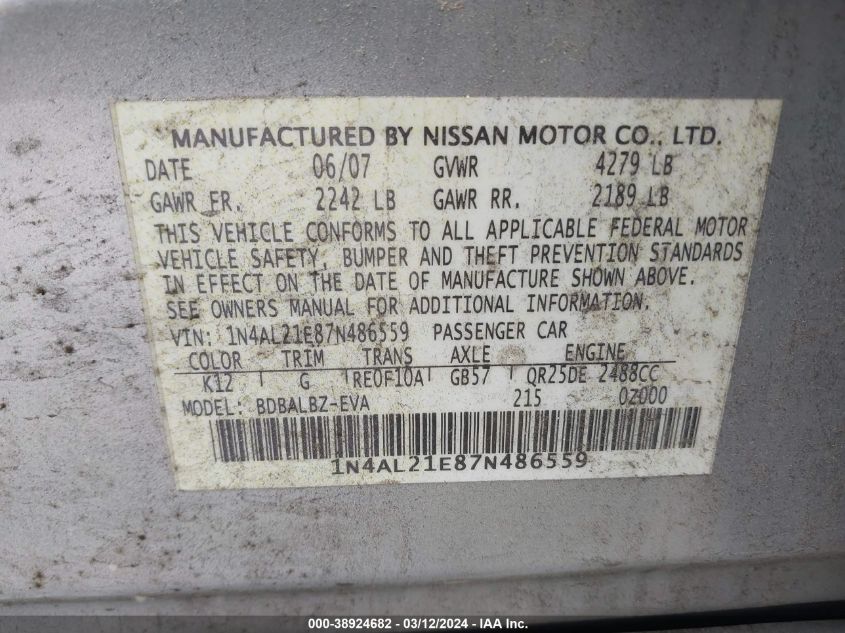 MANUFACTURED BY NISSAN MOTOR CO., LTD.
DATE 06/07 GVWR 4279 LB
GAWR FR. 2242 LB GAWR RR. 2189 LB
THIS VEHICLE CONFORMS TO ALL APPLICABLE FEDERAL MOTOR
VEHICLE SAFETY, BUMPER AND THEFT PREVENTION STANDARDS
IN EFFECT ON THE DATE OF MANUFACTURE SHOWN ABOVE.
SEE OWNERS MANUAL FOR ADDITIONAL INFORMATION.
VIN: 1N4AL21E87N486559 PASSENGER CAR
COLOR TRIM TRANS AXLE ENGINE
K12 G RE0F10A GB57 QR25DE 2488CC
MODEL: BDBALBZ-EVA 215 0Z000
1N4AL21E87N486559
000-38924682 - 03/12/2024 - IAA Inc.